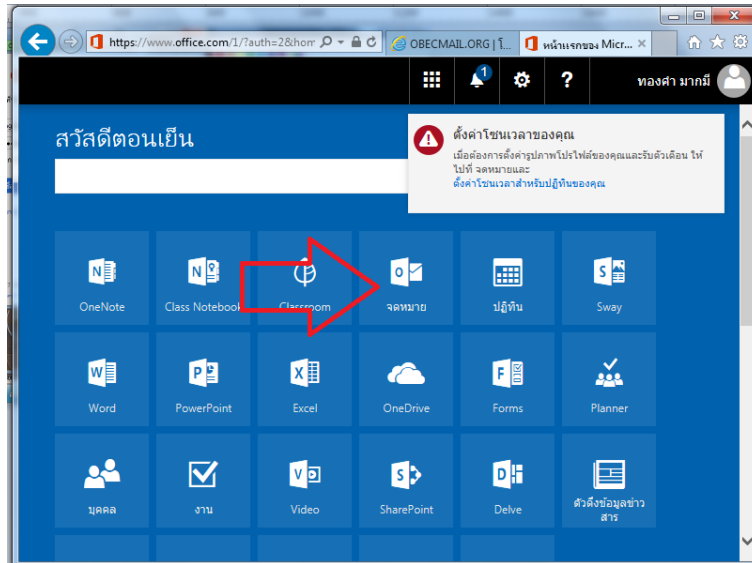 https://www.office.com/1/?auth=2&hom
OBECMAIL.ORG | โ...
หน้าแรกของ Micr...
1
?
ทองศา มากมี
สวัสดีตอนเย็น
ตั้งค่าโซนเวลาของคุณ
เมื่อต้องการตั้งค่ารูปภาพโปรไฟล์ของคุณและรับตัวเตือน ให้
ไปที่ จดหมายและ
ตั้งค่าโซนเวลาสำหรับปฏิทินของคุณ
OneNote
Class Notebook
Classroom
จดหมาย
ปฏิทิน
Sway
Word
PowerPoint
Excel
OneDrive
Forms
Planner
บุคคล
งาน
Video
SharePoint
Delve
ตัวดึงข้อมูลข่าว
สาร